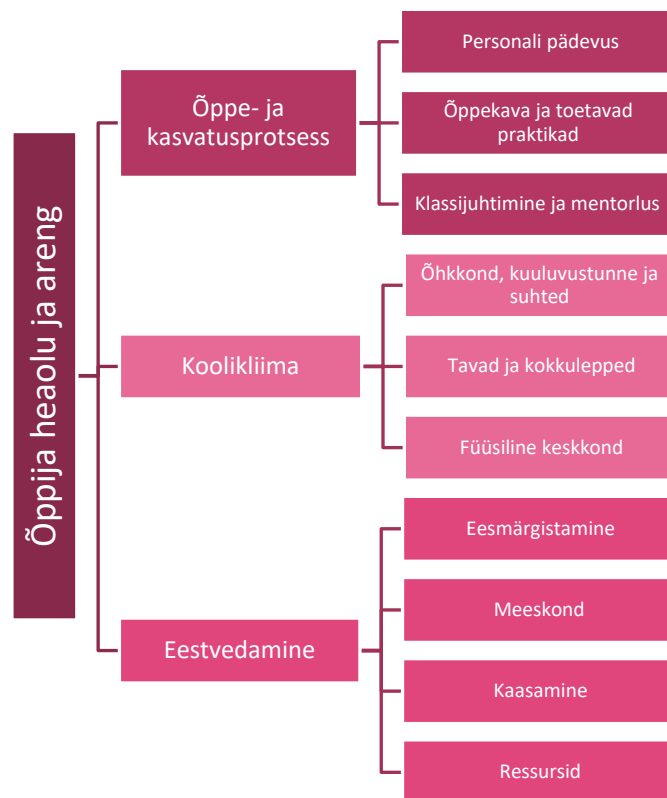 Õppija heaolu ja areng
Õppe- ja
kasvatusprotsess
Personali pädevus
Õppekava ja toetavad
praktikad
Klassijuhtimine ja mentorlus
Koolikliima
Õhkkond, kuuluvustunne ja
suhted
Tavad ja kokkulepped
Füüsiline keskkond
Eestvedamine
Eesmärgistamine
Meeskond
Kaasamine
Ressursid